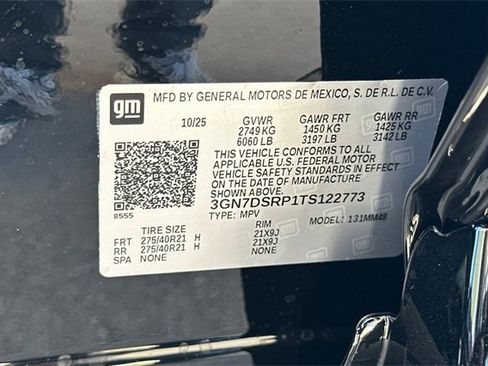 gm
MFD BY GENERAL MOTORS DE MEXICO, S. DE R.L. DE C.V.
10/25 GVWR GAWR FRT GAWR RR
2749 KG 1450 KG 1425 KG
6060 LB 3197 LB 3142 LB
THIS VEHICLE CONFORMS TO ALL
APPLICABLE U.S. FEDERAL MOTOR
VEHICLE SAFETY STANDARDS IN EFFECT
ON THE DATE OF MANUFACTURE SHOWN ABOVE.
3GN7DSRP1TS122773
8555
TYPE: MPV MODEL: 131MM48
TIRE SIZE RIM
FRT 275/40R21 H 21X9J
RR 275/40R21 H 21X9J
SPA NONE NONE